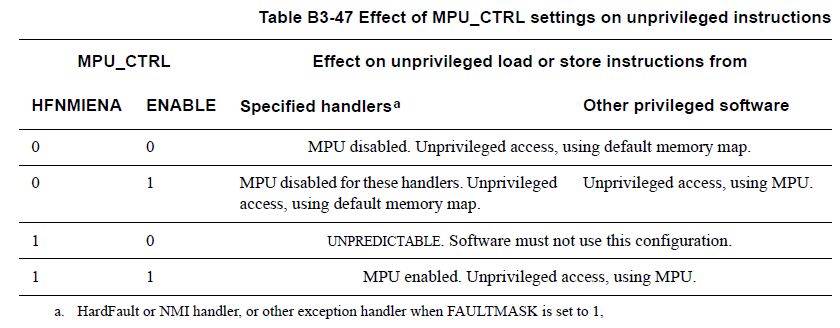 Table B3-47 Effect of MPU_CTRL settings on unprivileged instructions
MPU_CTRL Effect on unprivileged load or store instructions from
HFNMIENA ENABLE Specified handlersa Other privileged software
0 0 MPU disabled. Unprivileged access, using default memory map.
0 1 MPU disabled for these handlers. Unprivileged Unprivileged access, using MPU.
access, using default memory map.
1 0 UNPREDICTABLE. Software must not use this configuration.
1 1 MPU enabled. Unprivileged access, using MPU.
a. HardFault or NMI handler, or other exception handler when FAULTMASK is set to 1,